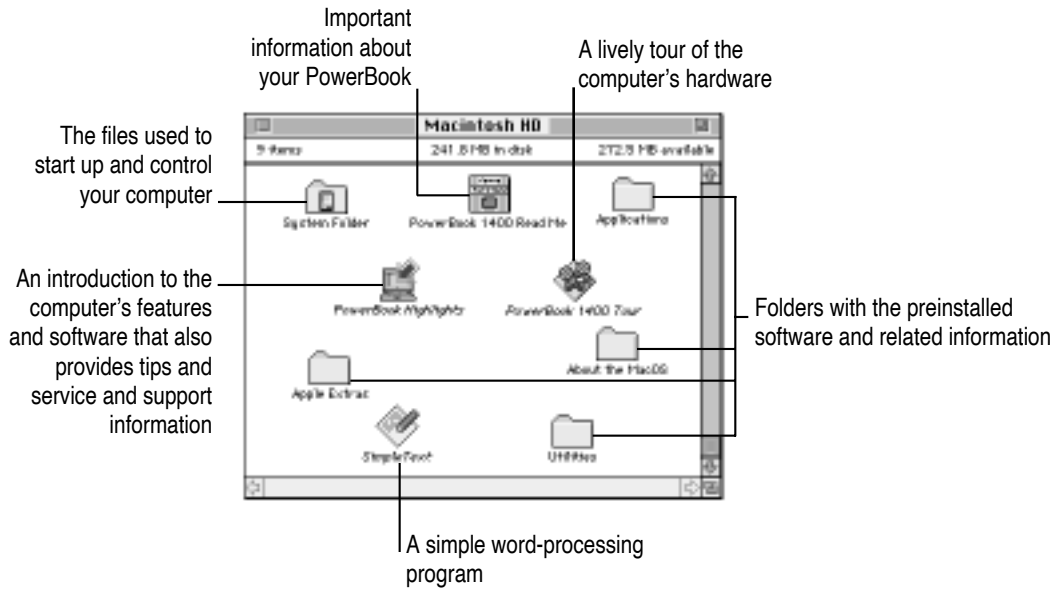 Important
information about
your PowerBook
A lively tour of the
computer's hardware
The files used to
start up and control
your computer
An introduction to the
computer's features
and software that also
provides tips and
service and support
information
Macintosh HD
9 items 241.8 MB in disk 272.9 MB available
System Folder
PowerBook 1400 Read Me
Applications
PowerBook Highlights
PowerBook 1400 Tour
About the MacOS
Apple Extras
SimpleText
Utilities
Folders with the preinstalled
software and related information
A simple word-processing
program